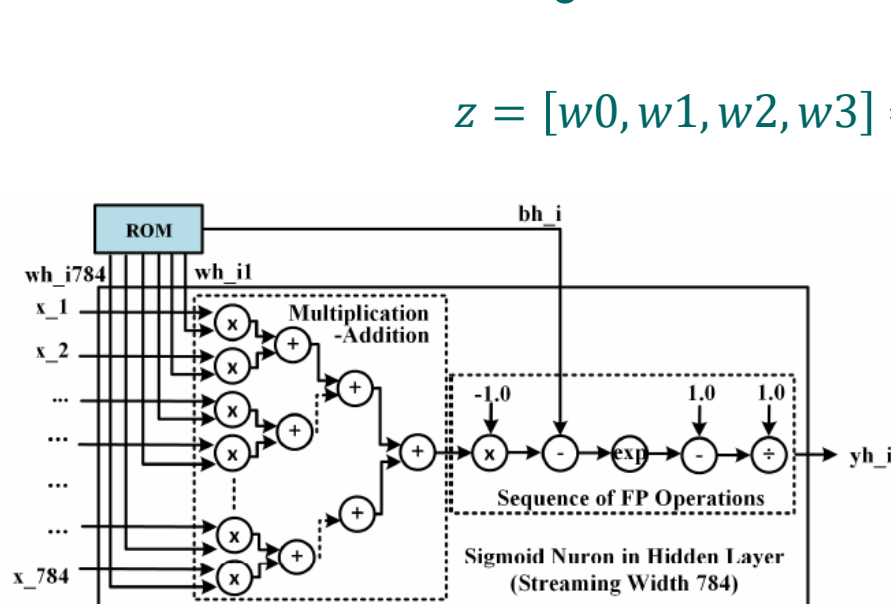 g
z = [w0, w1, w2, w3]
ROM
bh_i
wh_i784
wh_i1
x_1
Multiplication
-Addition
x_2
x
+
x
+
...
x
-1.0
1.0
1.0
+
...
x
+
x
-
exp
-
÷
yh_i
...
Sequence of FP Operations
+
...
x
+
Sigmoid Nuron in Hidden Layer
x_784
x
(Streaming Width 784)